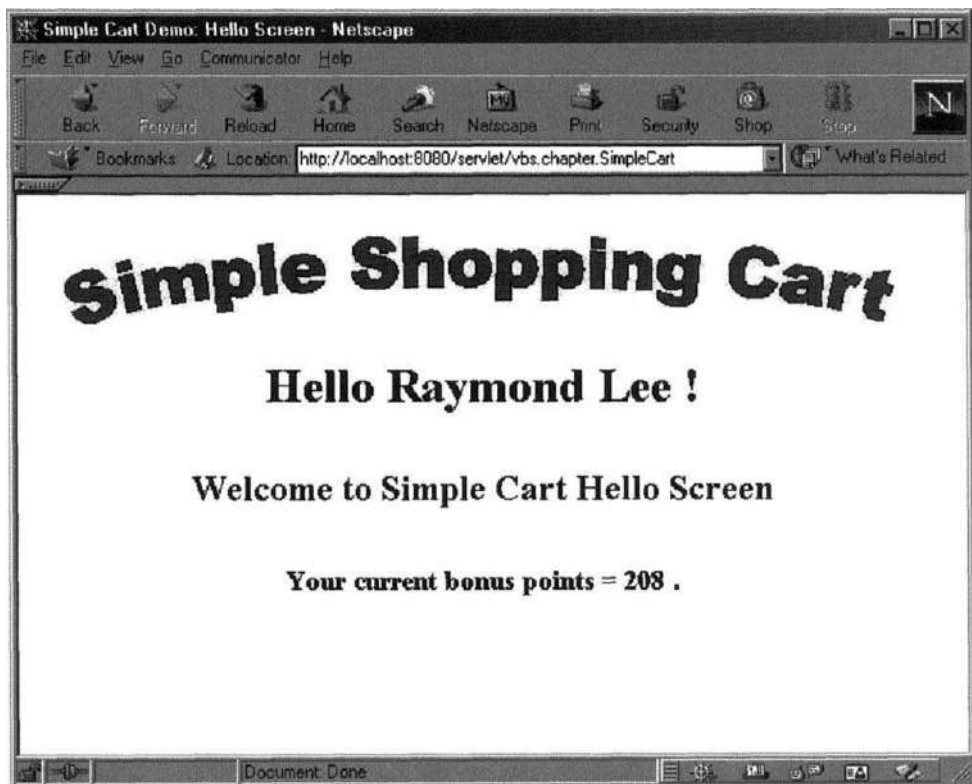 Simple Cart Demo: Hello Screen - Netscape
File Edit View Go Communicator Help
Back Forward Reload Home Search Netscape Print Security Shop Stop
N
Bookmarks Location: http://localhost:8080/servlet/vbs.chapter.SimpleCart What's Related
Simple Shopping Cart
Hello Raymond Lee !
Welcome to Simple Cart Hello Screen
Your current bonus points = 208 .
Document: Done